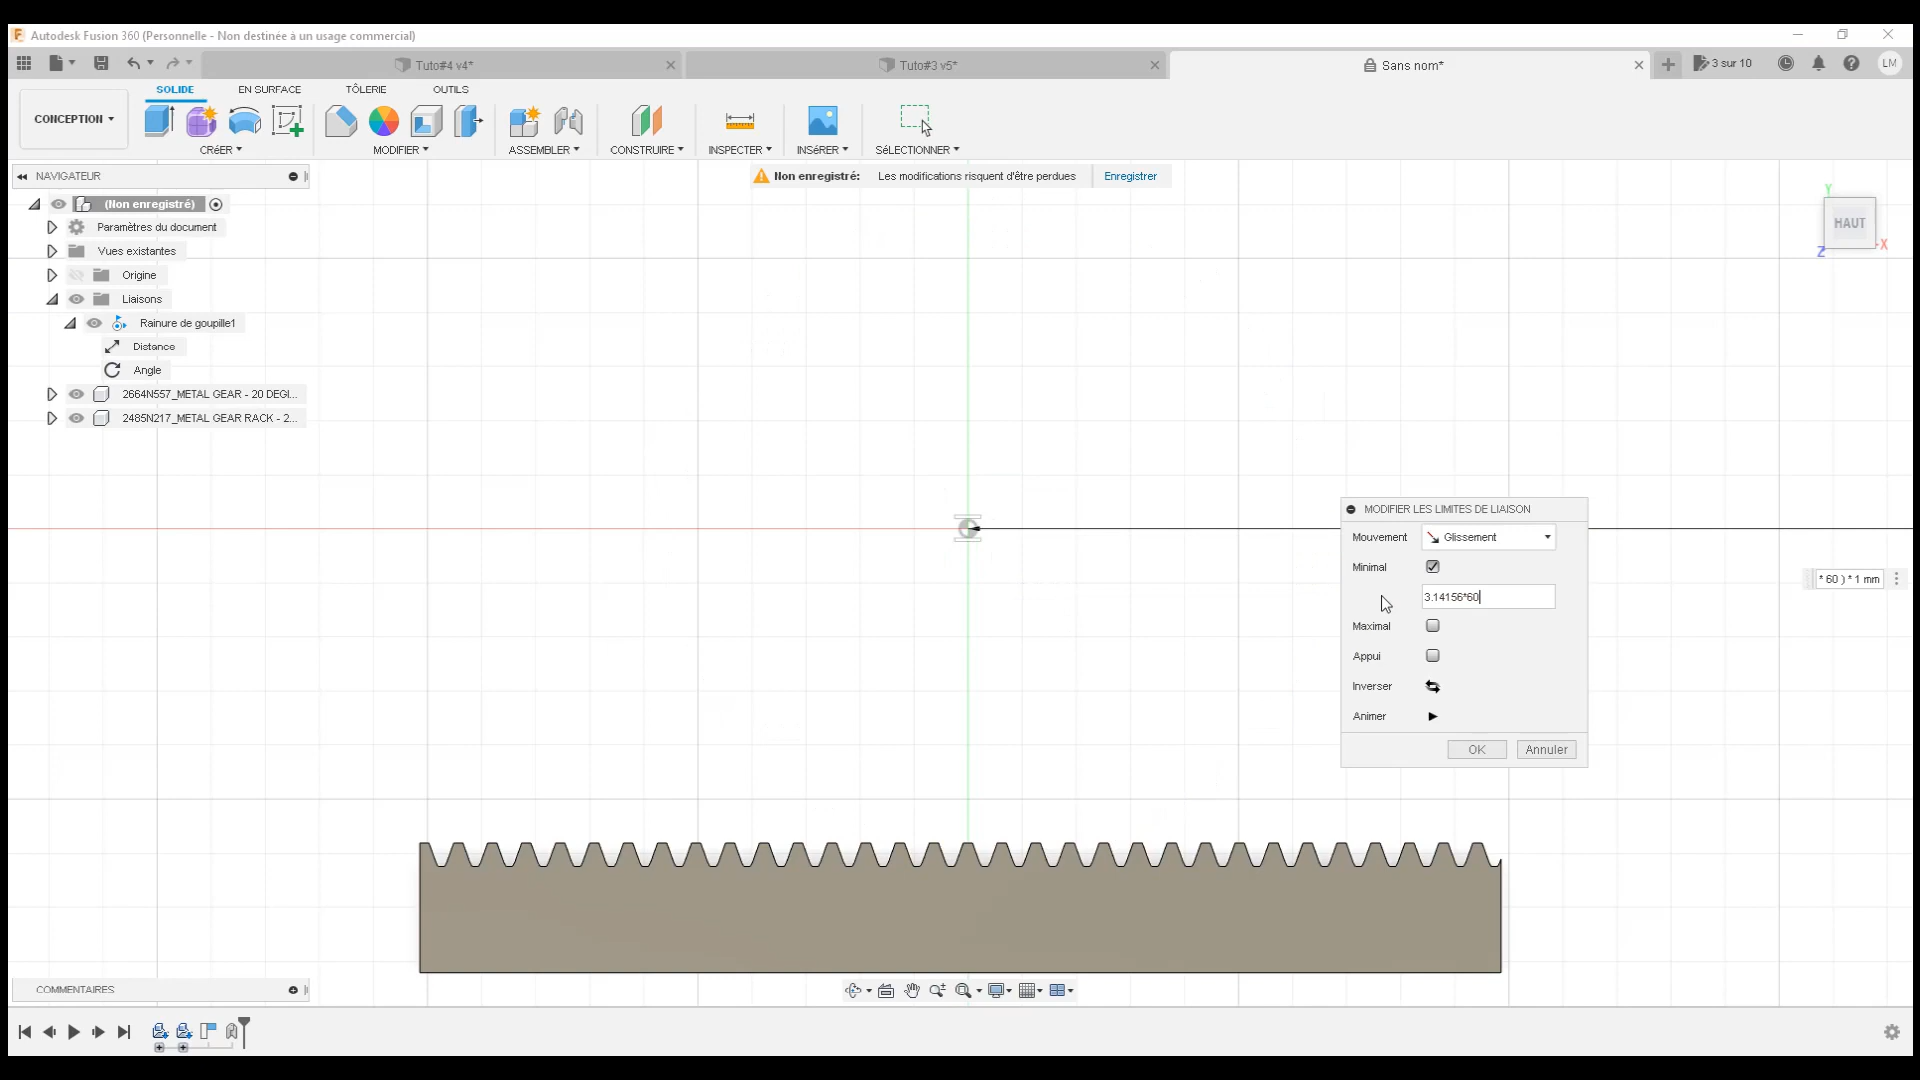 Autodesk Fusion 360 (Personnelle - Non destinée à un usage commercial)
Tuto#4 v4*
Tuto#3 v5*
Sans nom*
3 sur 10
LM
CONCEPTION
SOLIDE
EN SURFACE
TÔLERIE
OUTILS
CRéER
MODIFIER
ASSEMBLER
CONSTRUIRE
INSPECTER
INSéRER
SéLECTIONNER
NAVIGATEUR
Non enregistré: Les modifications risquent d'être perdues
Enregistrer
(Non enregistré)
Paramètres du document
Vues existantes
Origine
Liaisons
Rainure de goupille1
Distance
Angle
2664N557_METAL GEAR - 20 DEGI...
2485N217_METAL GEAR RACK - 2...
Y
HAUT
Z
X
MODIFIER LES LIMITES DE LIAISON
Mouvement
Glissement
Minimal
3.14156*60
Maximal
Appui
Inverser
Animer
OK
Annuler
* 60 ) * 1 mm
COMMENTAIRES